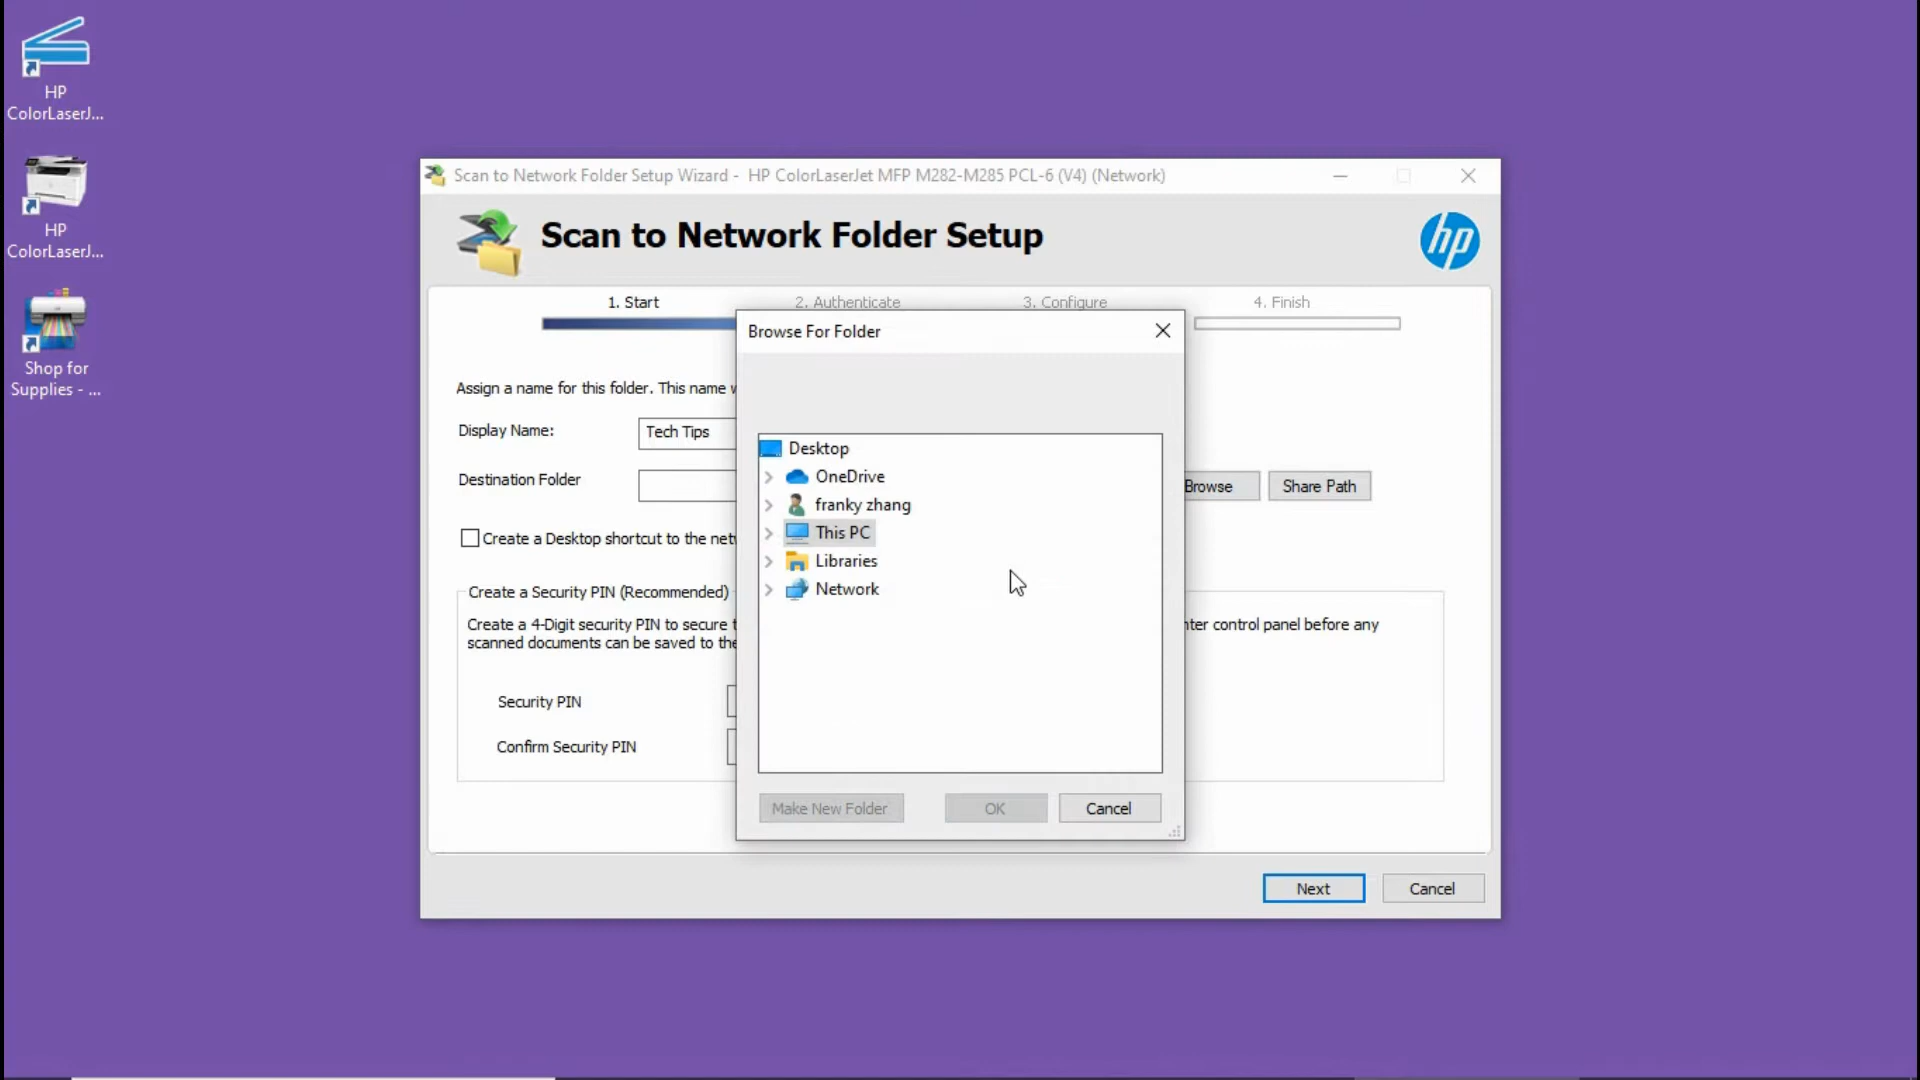 HP
ColorLaserJ...
HP
ColorLaserJ...
Shop for
Supplies - ...
Scan to Network Folder Setup Wizard - HP ColorLaserJet MFP M282-M285 PCL-6 (V4) (Network)
Scan to Network Folder Setup
hp
1. Start
2. Authenticate
3. Configure
4. Finish
Browse For Folder
Assign a name for this folder. This name
Display Name:
Tech Tips
Destination Folder
Browse
Share Path
Create a Desktop shortcut to the
Desktop
OneDrive
franky zhang
This PC
Libraries
Network
Create a Security PIN (Recommended)
Create a 4-Digit security PIN to secure
control panel before any
scanned documents can be saved to the
Security PIN
Confirm Security PIN
Make New Folder
OK
Cancel
Next
Cancel